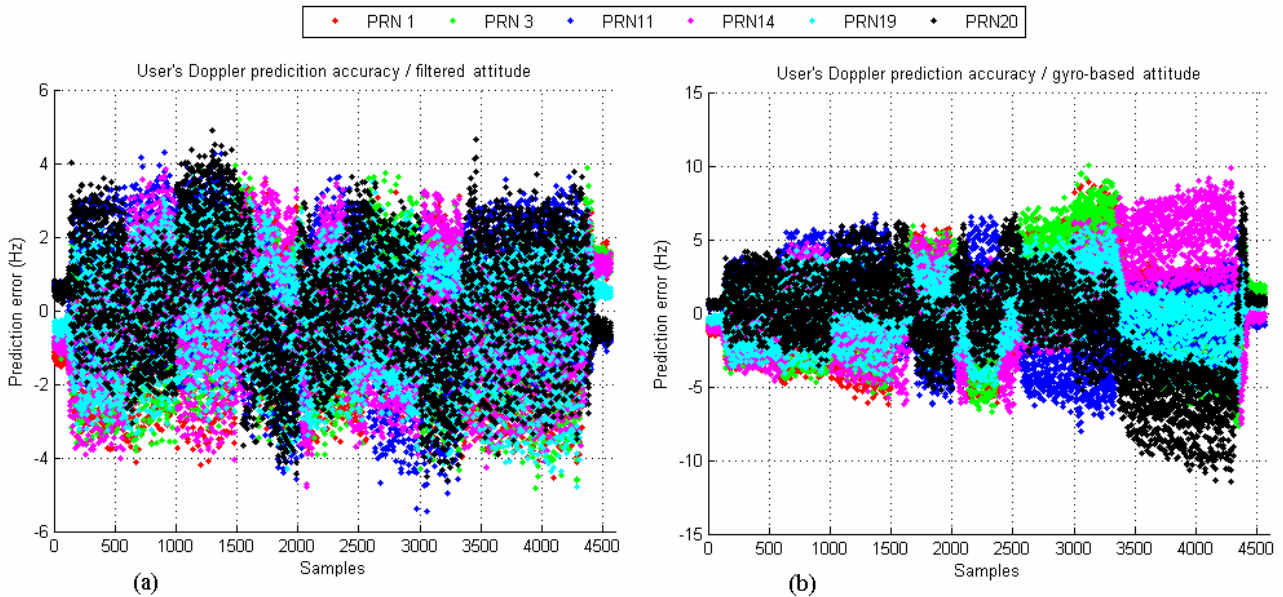 PRN 1 PRN 3 PRN11 PRN14 PRN19 PRN20
User's Doppler predicition accuracy / filtered attitude
6
4
2
0
-2
-4
-6
Prediction error (Hz)
0 500 1000 1500 2000 2500 3000 3500 4000 4500
Samples
(a)
User's Doppler prediction accuracy / gyro-based attitude
15
10
5
0
-5
-10
-15
Prediction error (Hz)
0 500 1000 1500 2000 2500 3000 3500 4000 4500
Samples
(b)